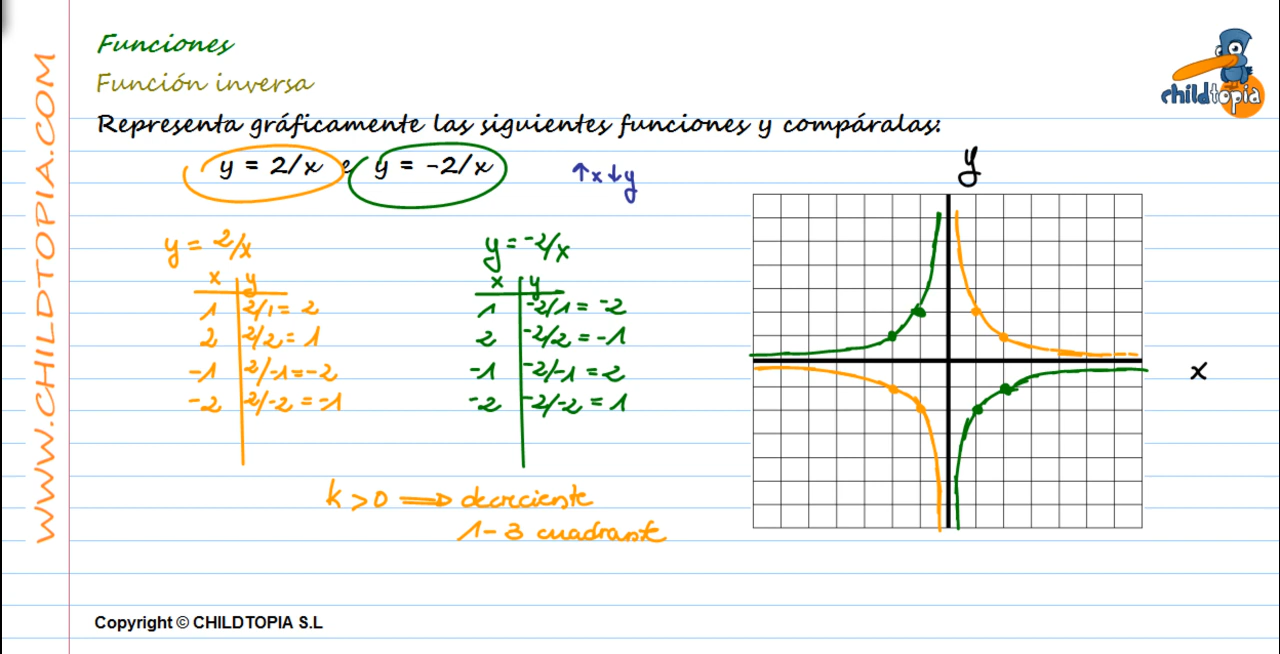 Funciones
Función inversa
Representa gráficamente las siguientes funciones y compáralas:
y = 2/x e y = -2/x
↑x↓y
y = 2/x
x y
1 2/1 = 2
2 2/2 = 1
-1 2/-1 = -2
-2 2/-2 = -1
y = -2/x
x y
1 -2/1 = -2
2 -2/2 = -1
-1 -2/-1 = 2
-2 -2/-2 = 1
k > 0 ⇒ decreciente
1 - 3 cuadrante
y
x
childtopia
WWW.CHILDTOPIA.COM
Copyright © CHILDTOPIA S.L